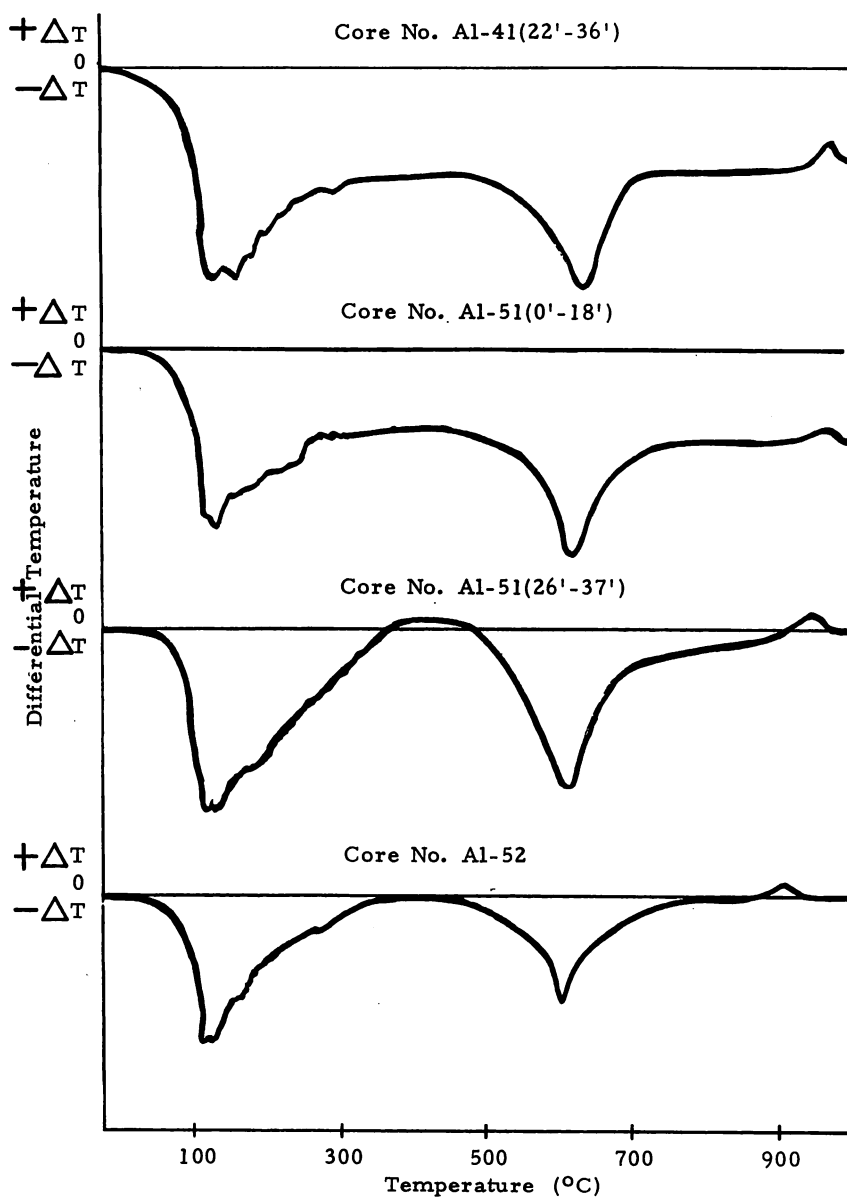 +ΔT
Core No. Al-41(22'-36')
0
−ΔT
+ΔT
Core No. Al-51(0'-18')
0
−ΔT
Differential Temperature
+ΔT
Core No. Al-51(26'-37')
0
−ΔT
+ΔT
Core No. Al-52
0
−ΔT
100 300 500 700 900
Temperature (°C)